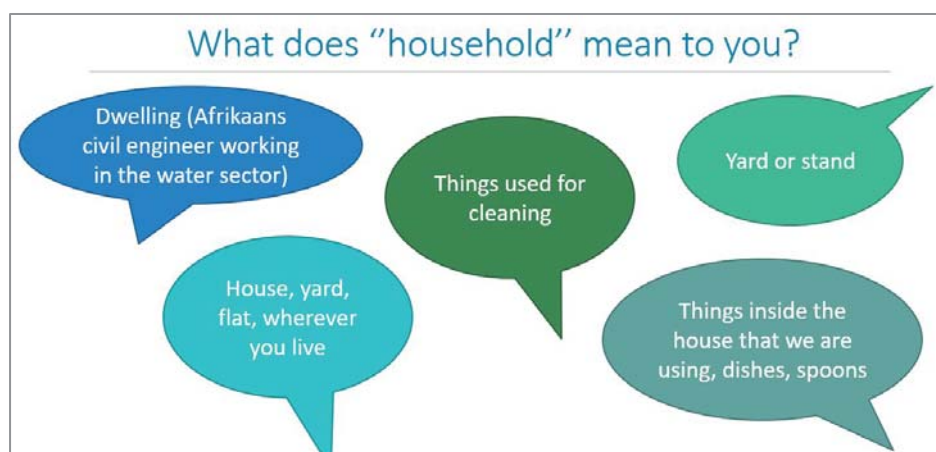 What does ‘‘household’’ mean to you?
Dwelling (Afrikaans
civil engineer working
in the water sector)
Things used for
cleaning
Yard or stand
House, yard,
flat, wherever
you live
Things inside the
house that we are
using, dishes, spoons